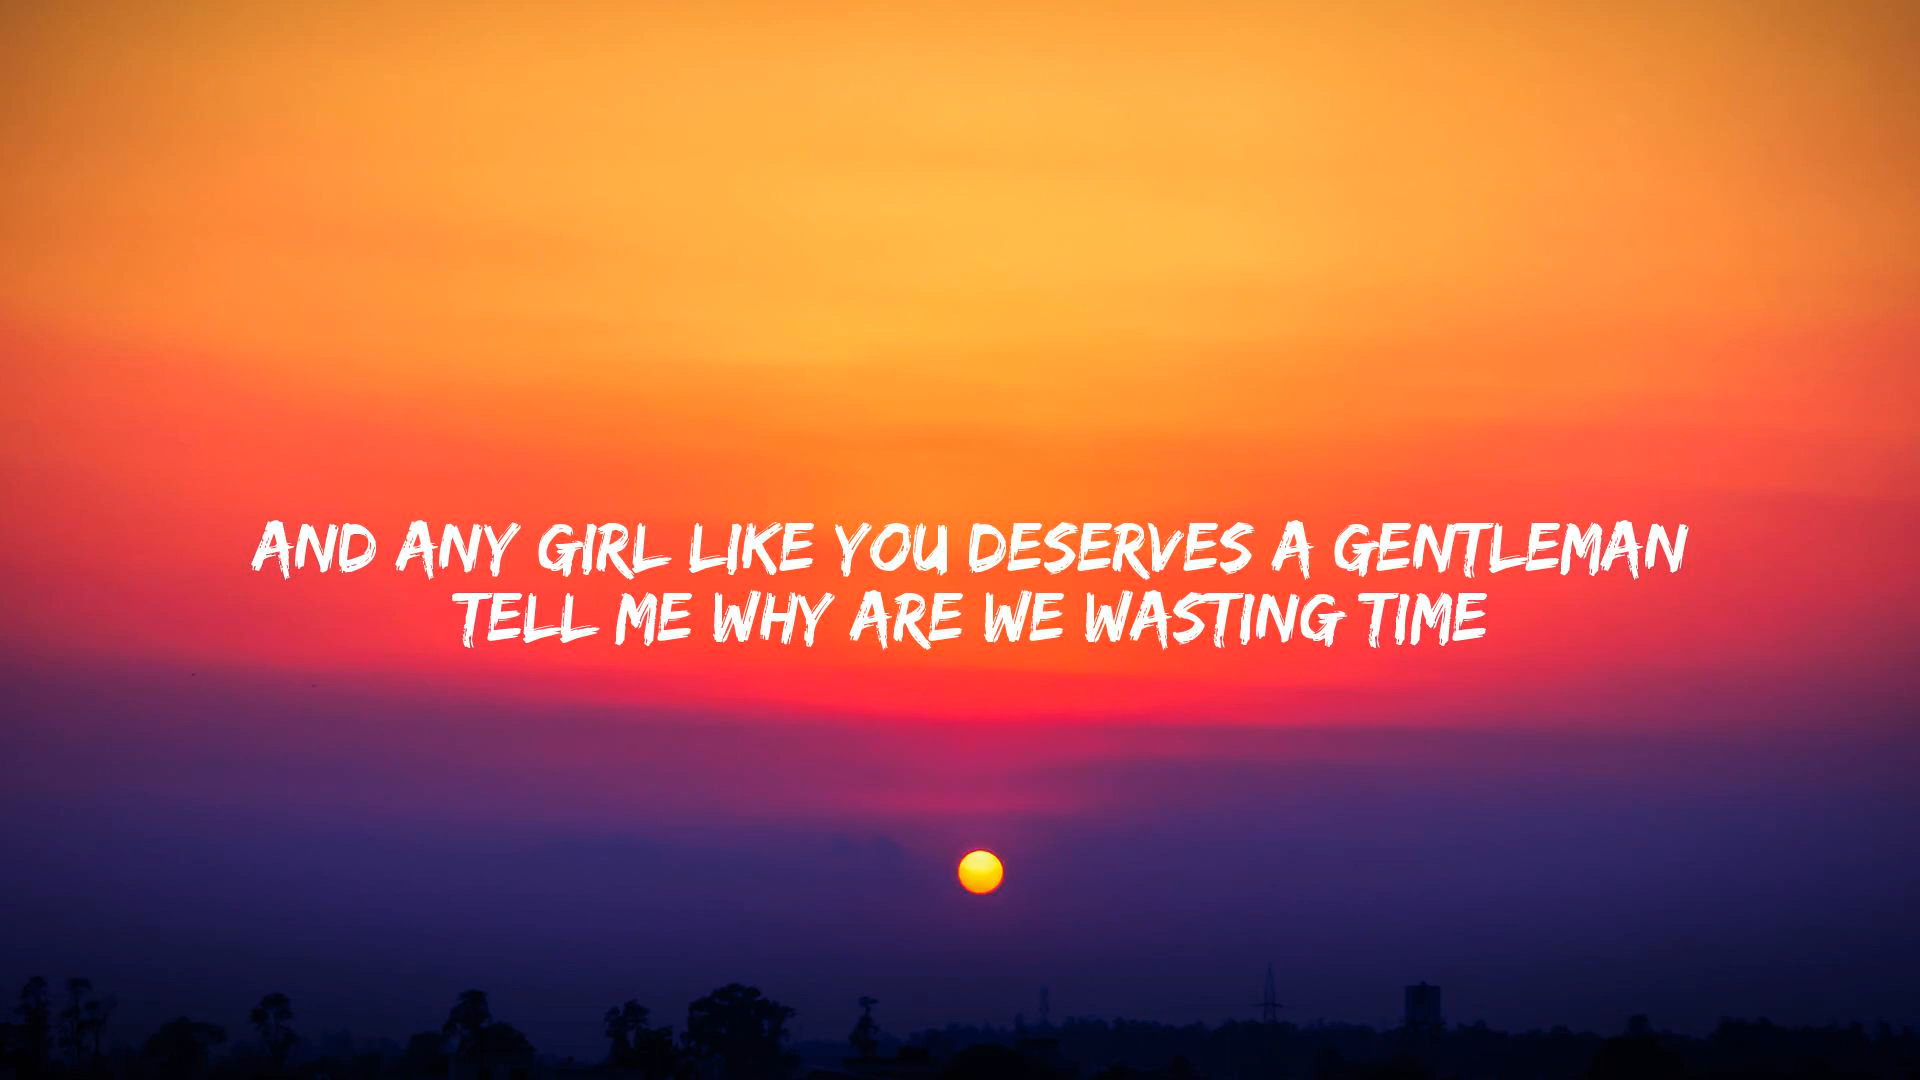 AND ANY GIRL LIKE YOU DESERVES A GENTLEMAN
TELL ME WHY ARE WE WASTING TIME